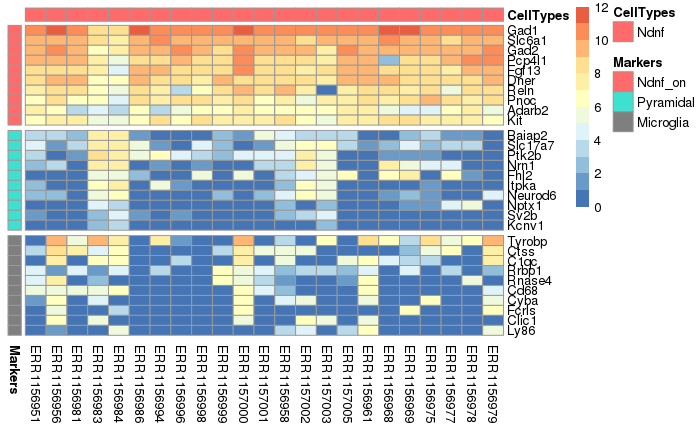 CellTypes
Gad1
Slc6a1
Gad2
Pcp4l1
Fgf13
Dner
Reln
Pnoc
Adarb2
Kit
Baiap2
Slc17a7
Ptk2b
Nrn1
Fhl2
Itpka
Neurod6
Nptx1
Sv2b
Kcnv1
Tyrobp
Ctss
C1qc
Rrbp1
Rnase4
Cd68
Cyba
Fcrls
Clic1
Ly86
Markers
ERR1156951
ERR1156956
ERR1156981
ERR1156983
ERR1156984
ERR1156986
ERR1156994
ERR1156996
ERR1156998
ERR1156999
ERR1157000
ERR1157001
ERR1156958
ERR1157002
ERR1157003
ERR1157005
ERR1156961
ERR1156968
ERR1156969
ERR1156975
ERR1156977
ERR1156978
ERR1156979
12
10
8
6
4
2
0
CellTypes
Ndnf
Markers
Ndnf_on
Pyramidal
Microglia